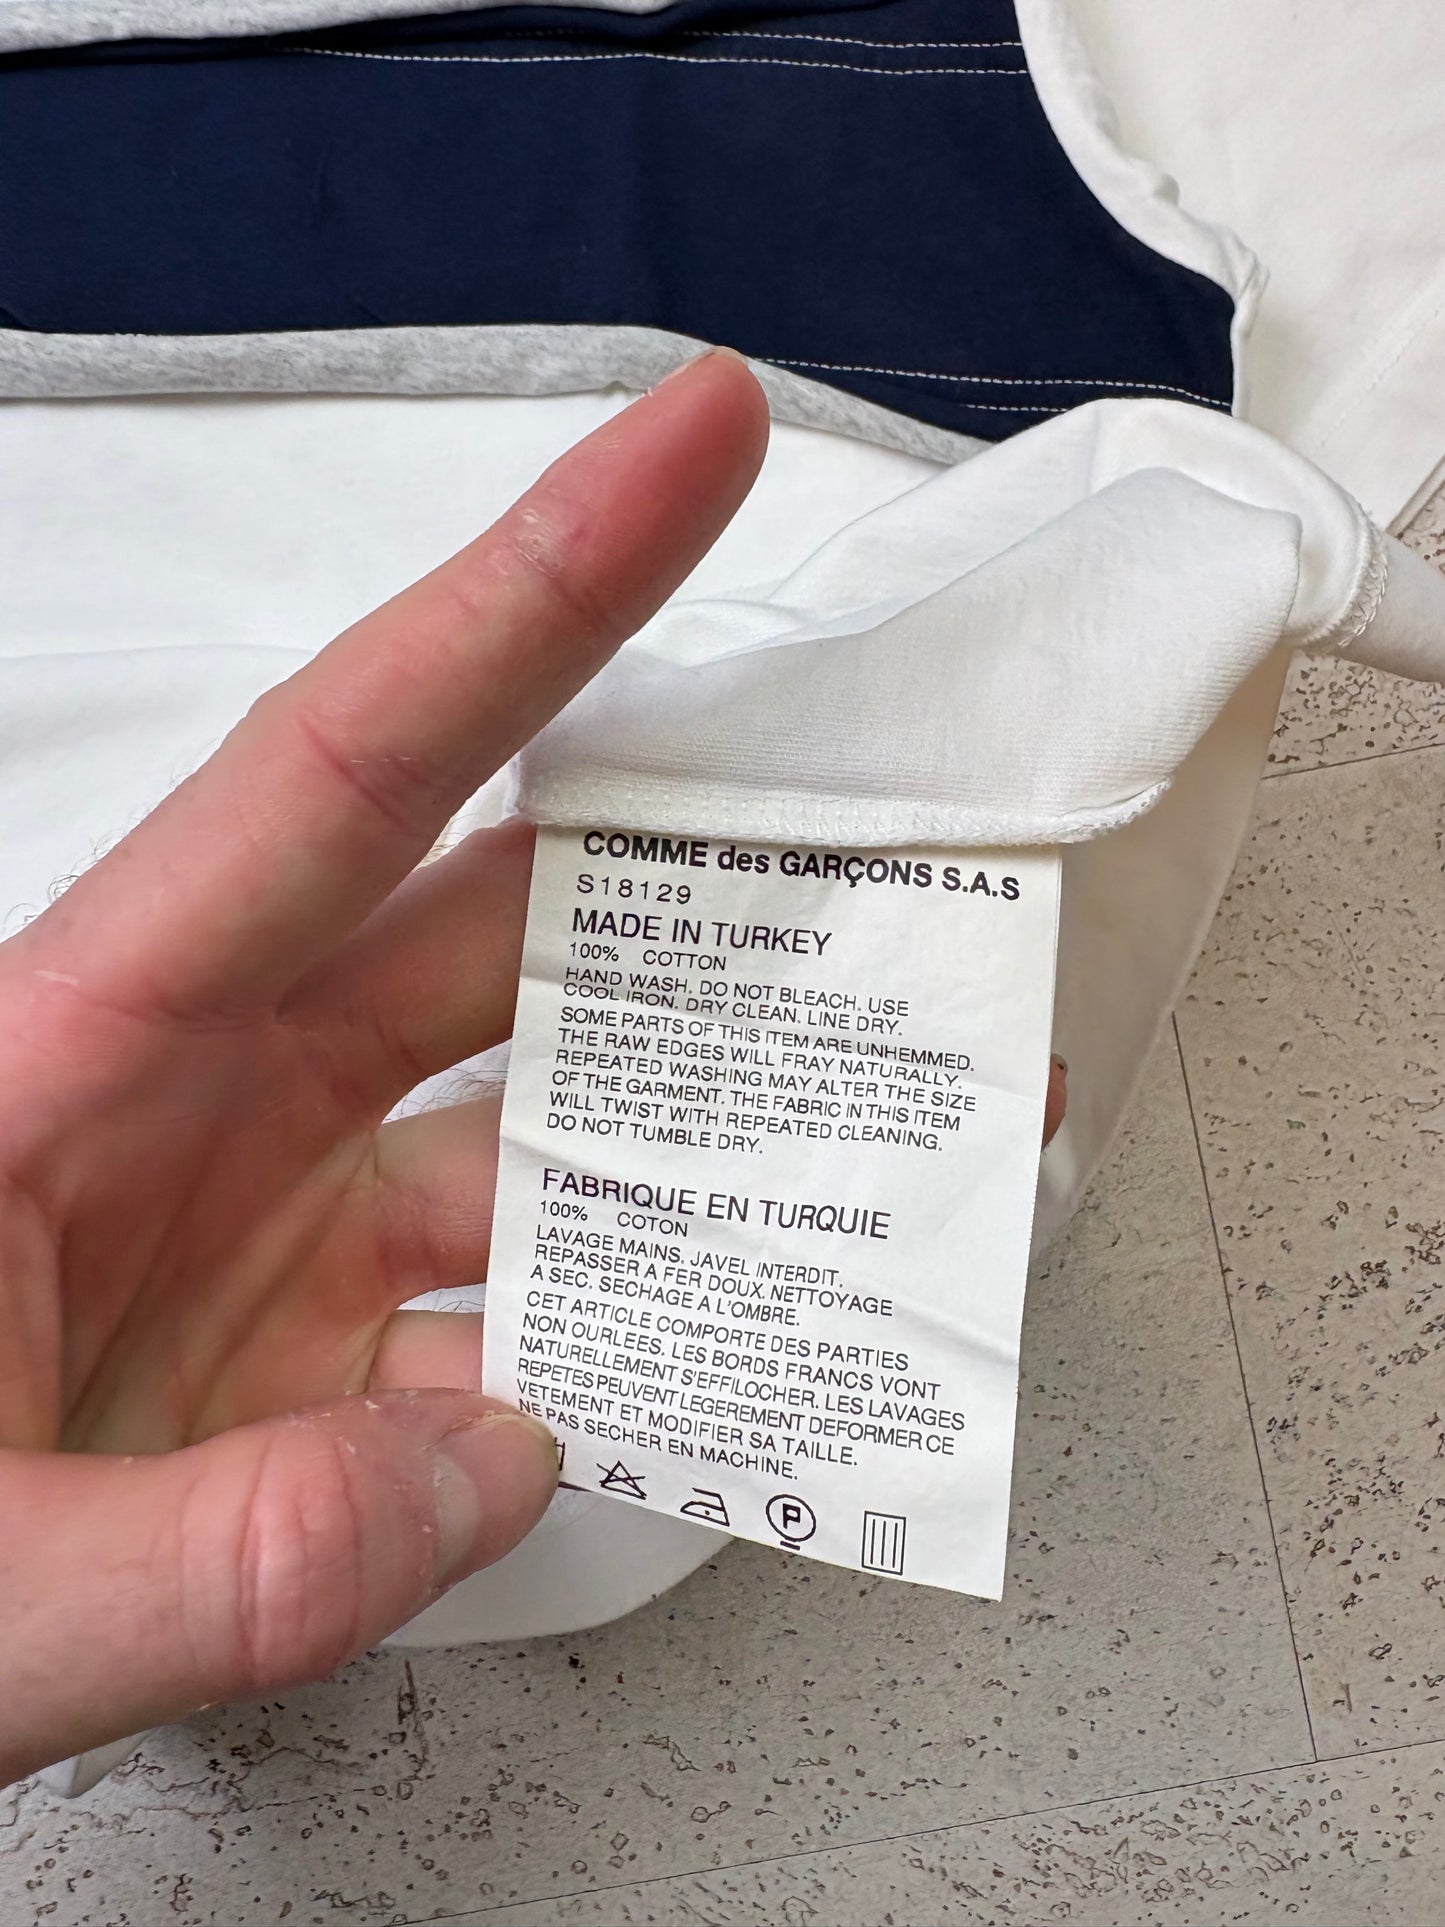 COMME des GARÇONS S.A.S
S18129
MADE IN TURKEY
100% COTTON
HAND WASH. DO NOT BLEACH. USE
COOL IRON. DRY CLEAN. LINE DRY.
SOME PARTS OF THIS ITEM ARE UNHEMMED.
THE RAW EDGES WILL FRAY NATURALLY.
REPEATED WASHING MAY ALTER THE SIZE
OF THE GARMENT. THE FABRIC IN THIS ITEM
WILL TWIST WITH REPEATED CLEANING.
DO NOT TUMBLE DRY.
FABRIQUE EN TURQUIE
100% COTON
LAVAGE MAINS. JAVEL INTERDIT.
REPASSER A FER DOUX. NETTOYAGE
A SEC. SECHAGE A L'OMBRE.
CET ARTICLE COMPORTE DES PARTIES
NON OURLEES. LES BORDS FRANCS VONT
NATURELLEMENT S'EFFILOCHER. LES LAVAGES
REPETES PEUVENT LEGEREMENT DEFORMER CE
VETEMENT ET MODIFIER SA TAILLE.
NE PAS SECHER EN MACHINE.
P